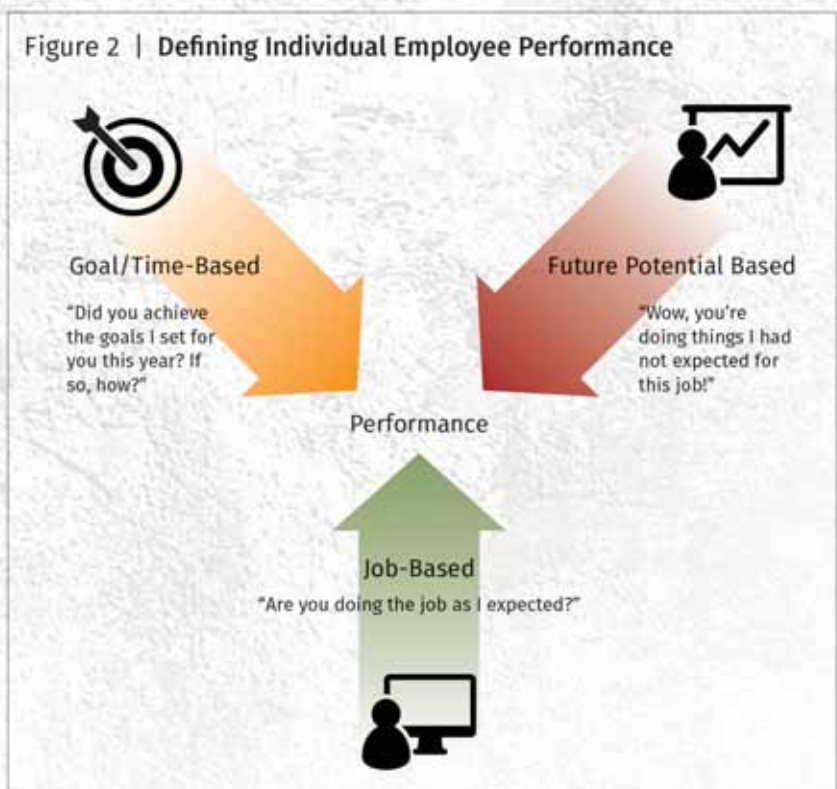 Figure 2 | Defining Individual Employee Performance
Goal/Time-Based
“Did you achieve
the goals I set for
you this year? If
so, how?”
Future Potential Based
“Wow, you’re
doing things I had
not expected for
this job!”
Performance
Job-Based
“Are you doing the job as I expected?”